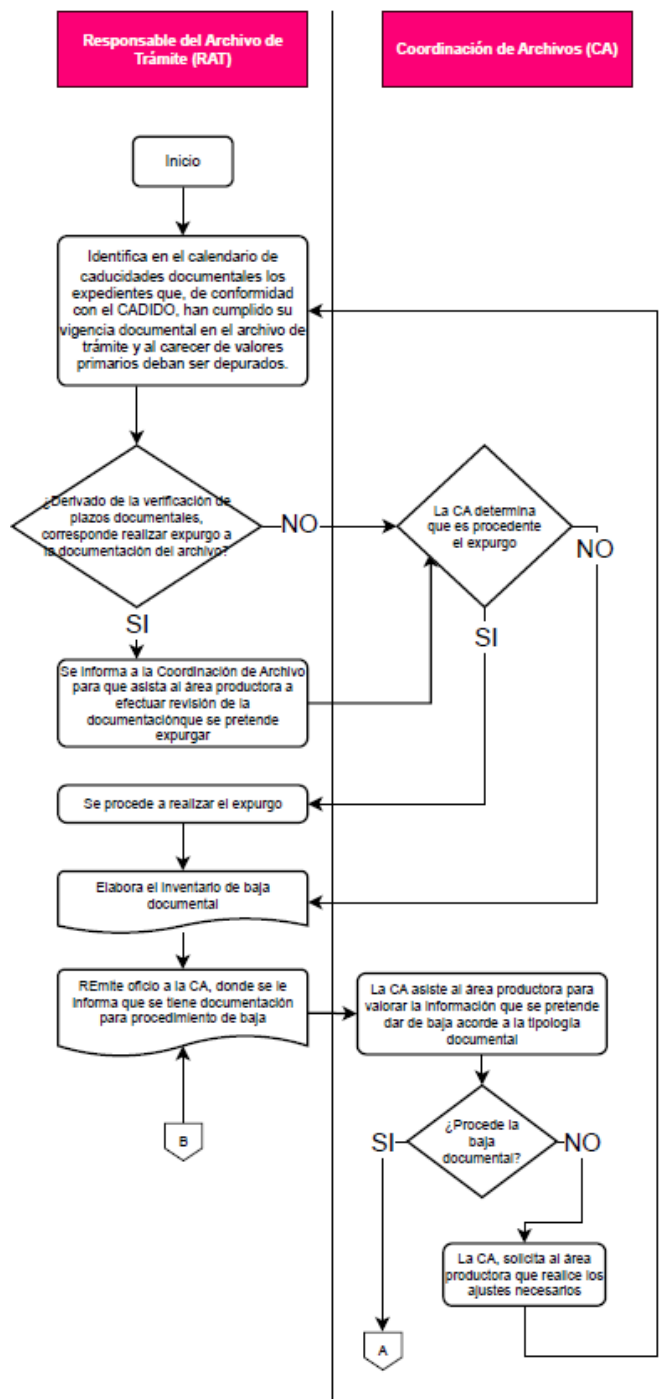 Responsable del Archivo de
Trámite (RAT)
Coordinación de Archivos (CA)
Inicio
Identifica en el calendario de
caducidades documentales los
expedientes que, de conformidad
con el CADIDO, han cumplido su
vigencia documental en el archivo de
trámite y al carecer de valores
primarios deban ser depurados.
¿Derivado de la verificación de
plazos documentales,
corresponde realizar expurgo a
la documentación del archivo?
NO
La CA determina
que es procedente
el expurgo
NO
SI
SI
Se informa a la Coordinación de Archivo
para que asista al área productora a
efectuar revisión de la
documentaciónque se pretende
expurgar
Se procede a realizar el expurgo
Elabora el inventario de baja
documental
REmite oficio a la CA, donde se le
informa que se tiene documentación
para procedimiento de baja
La CA asiste al área productora para
valorar la información que se pretende
dar de baja acorde a la tipología
documental
B
SI
¿Procede la
baja
documental?
NO
La CA, solicita al área
productora que realice los
ajustes necesarios
A